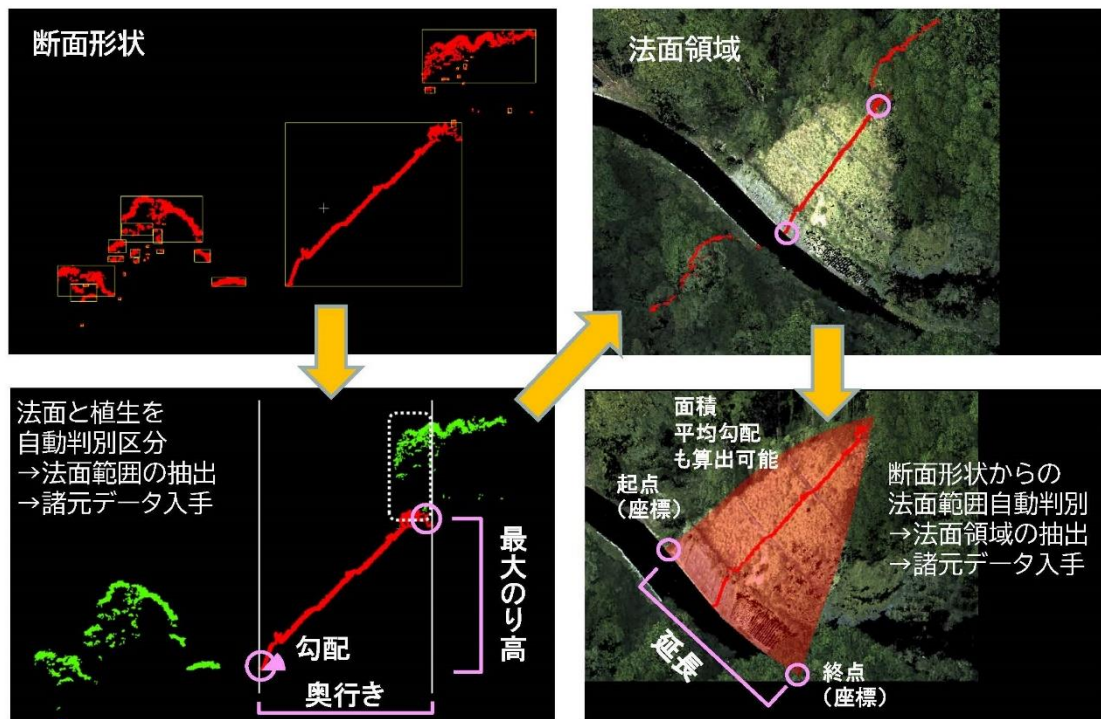 断面形状
法面領域
法面と植生を
自動判別区分
→法面範囲の抽出
→諸元データ入手
最大のり高
勾配
奥行き
面積
平均勾配
も算出可能
起点
（座標）
延長
終点
（座標）
断面形状からの
法面範囲自動判別
→法面領域の抽出
→諸元データ入手